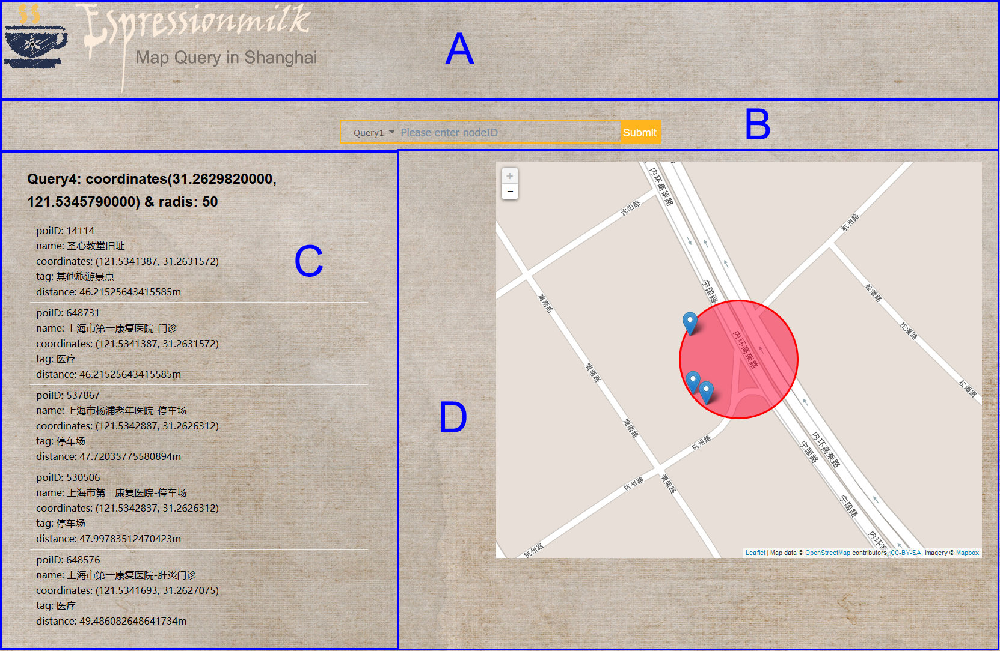 Espressionmilk
Map Query in Shanghai
A
B
Query1 Please enter nodeID Submit
Query4: coordinates(31.2629820000,
121.5345790000) & radis: 50
poiID: 14114
name: 圣心教堂旧址
coordinates: (121.5341387, 31.2631572)
tag: 其他旅游景点
distance: 46.21525643415585m
C
poiID: 648731
name: 上海市第一康复医院-门诊
coordinates: (121.5341387, 31.2631572)
tag: 医疗
distance: 46.21525643415585m
poiID: 537867
name: 上海市杨浦老年医院-停车场
coordinates: (121.5342887, 31.2626312)
tag: 停车场
distance: 47.72035775580894m
poiID: 530506
name: 上海市第一康复医院-停车场
coordinates: (121.5342837, 31.2626312)
tag: 停车场
distance: 47.99783512470423m
poiID: 648576
name: 上海市第一康复医院-肝炎门诊
coordinates: (121.5341693, 31.2627075)
tag: 医疗
distance: 49.486082648641734m
D
+
-
内环高架路
沈阳路
杭州路
宁国路
渭南路
松潘路
松潘路
内环高架路
渭南路
松潘路
渭南路
杭州路
内环高架路
宁国路
渭南路
杭州路
宁国路
内环高架
杭州路
Leaflet | Map data © OpenStreetMap contributors, CC-BY-SA, Imagery © Mapbox